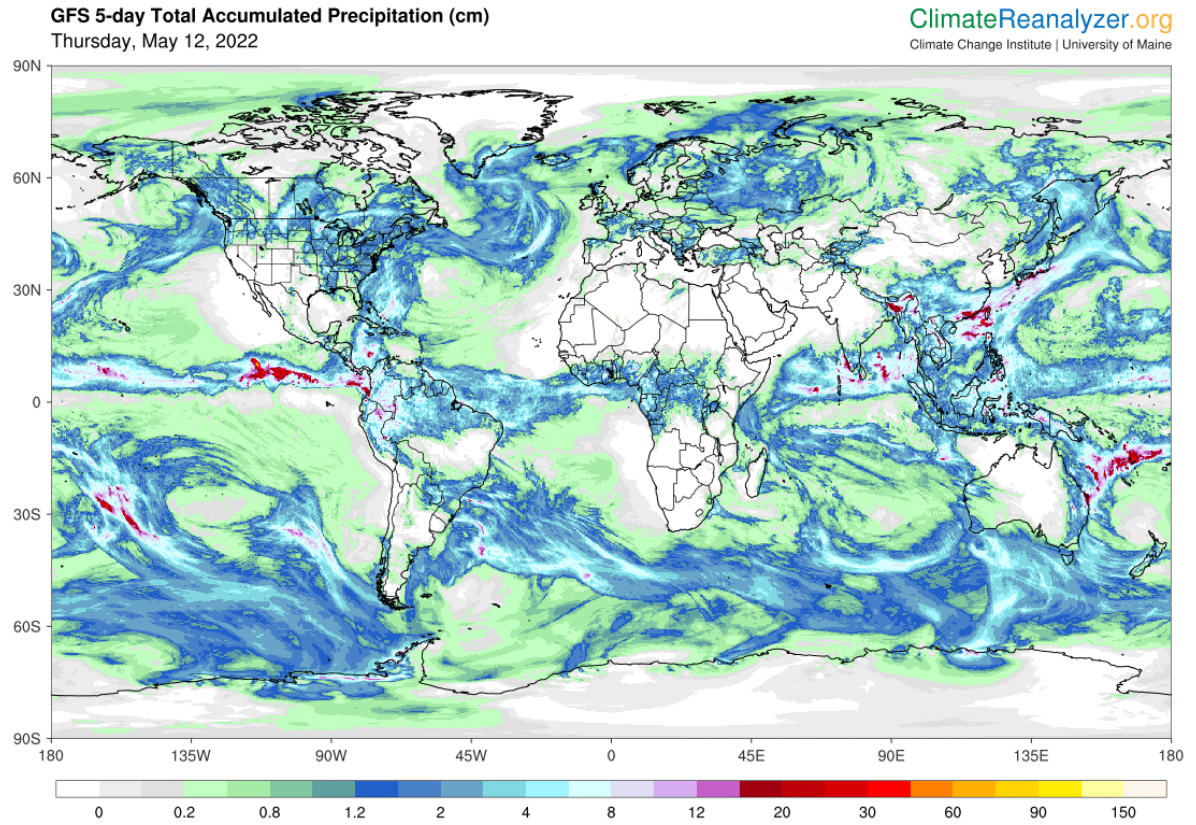 GFS 5-day Total Accumulated Precipitation (cm)
Thursday, May 12, 2022
ClimateReanalyzer.org
Climate Change Institute | University of Maine
90N
60N
30N
0
30S
60S
90S
180 135W 90W 45W 0 45E 90E 135E 180
0 0.2 0.8 1.2 2 4 8 12 20 30 60 90 150